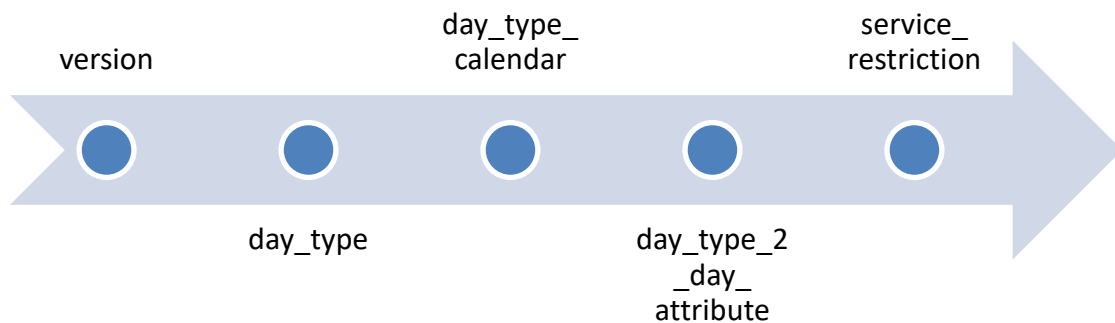 version
day_type
day_type_
calendar
day_type_2
_day_
attribute
service_
restriction